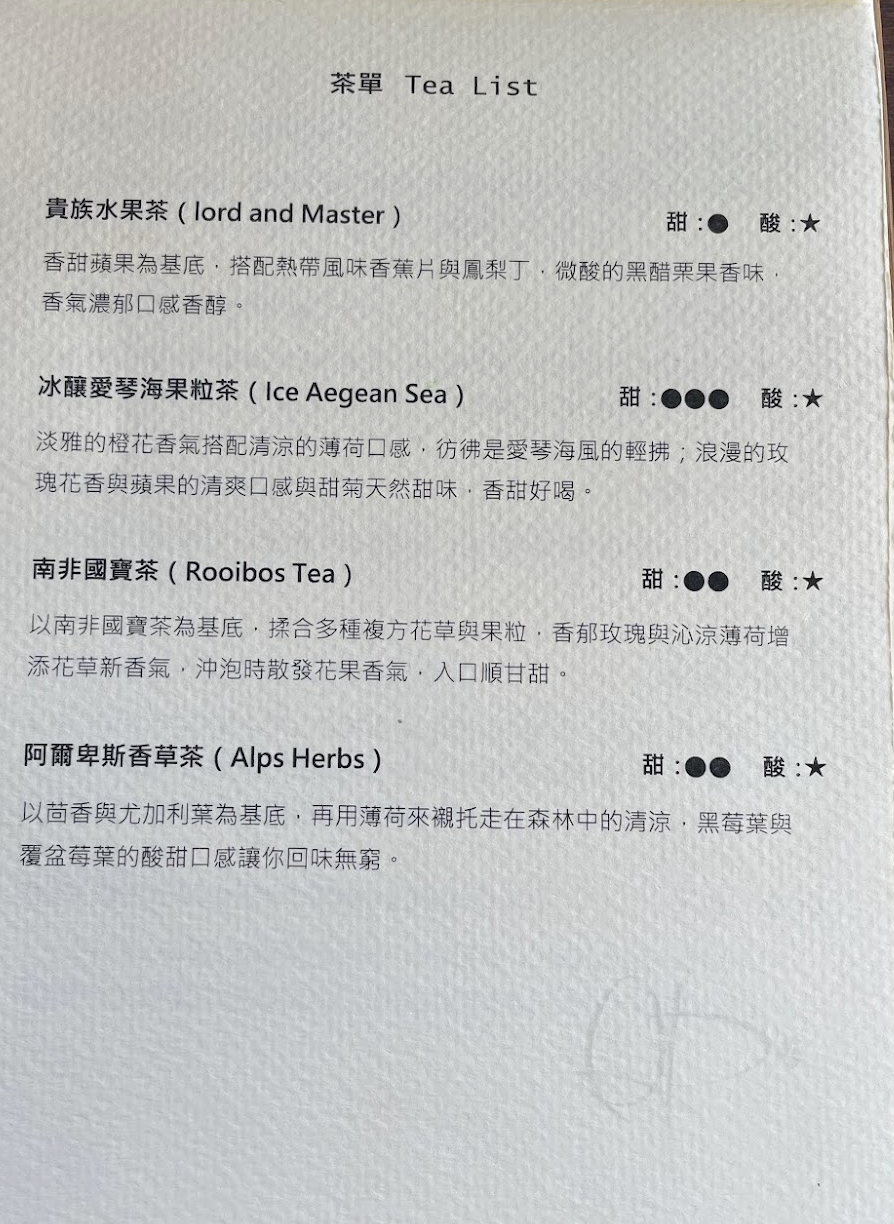 茶單 Tea List
貴族水果茶（lord and Master） 甜：● 酸：★
香甜蘋果為基底，搭配熱帶風味香蕉片與鳳梨丁，微酸的黑醋栗果香味，
香氣濃郁口感香醇。
冰釀愛琴海果粒茶（Ice Aegean Sea） 甜：●●● 酸：★
淡雅的橙花香氣搭配清涼的薄荷口感，彷彿是愛琴海風的輕拂；浪漫的玫
瑰花香與蘋果的清爽口感與甜菊天然甜味，香甜好喝。
南非國寶茶（Rooibos Tea） 甜：●● 酸：★
以南非國寶茶為基底，揉合多種複方花草與果粒，香郁玫瑰與沁涼薄荷增
添花草新香氣，沖泡時散發花果香氣，入口順甘甜。
阿爾卑斯香草茶（Alps Herbs） 甜：●● 酸：★
以茴香與尤加利葉為基底，再用薄荷來襯托走在森林中的清涼，黑莓葉與
覆盆莓葉的酸甜口感讓你回味無窮。